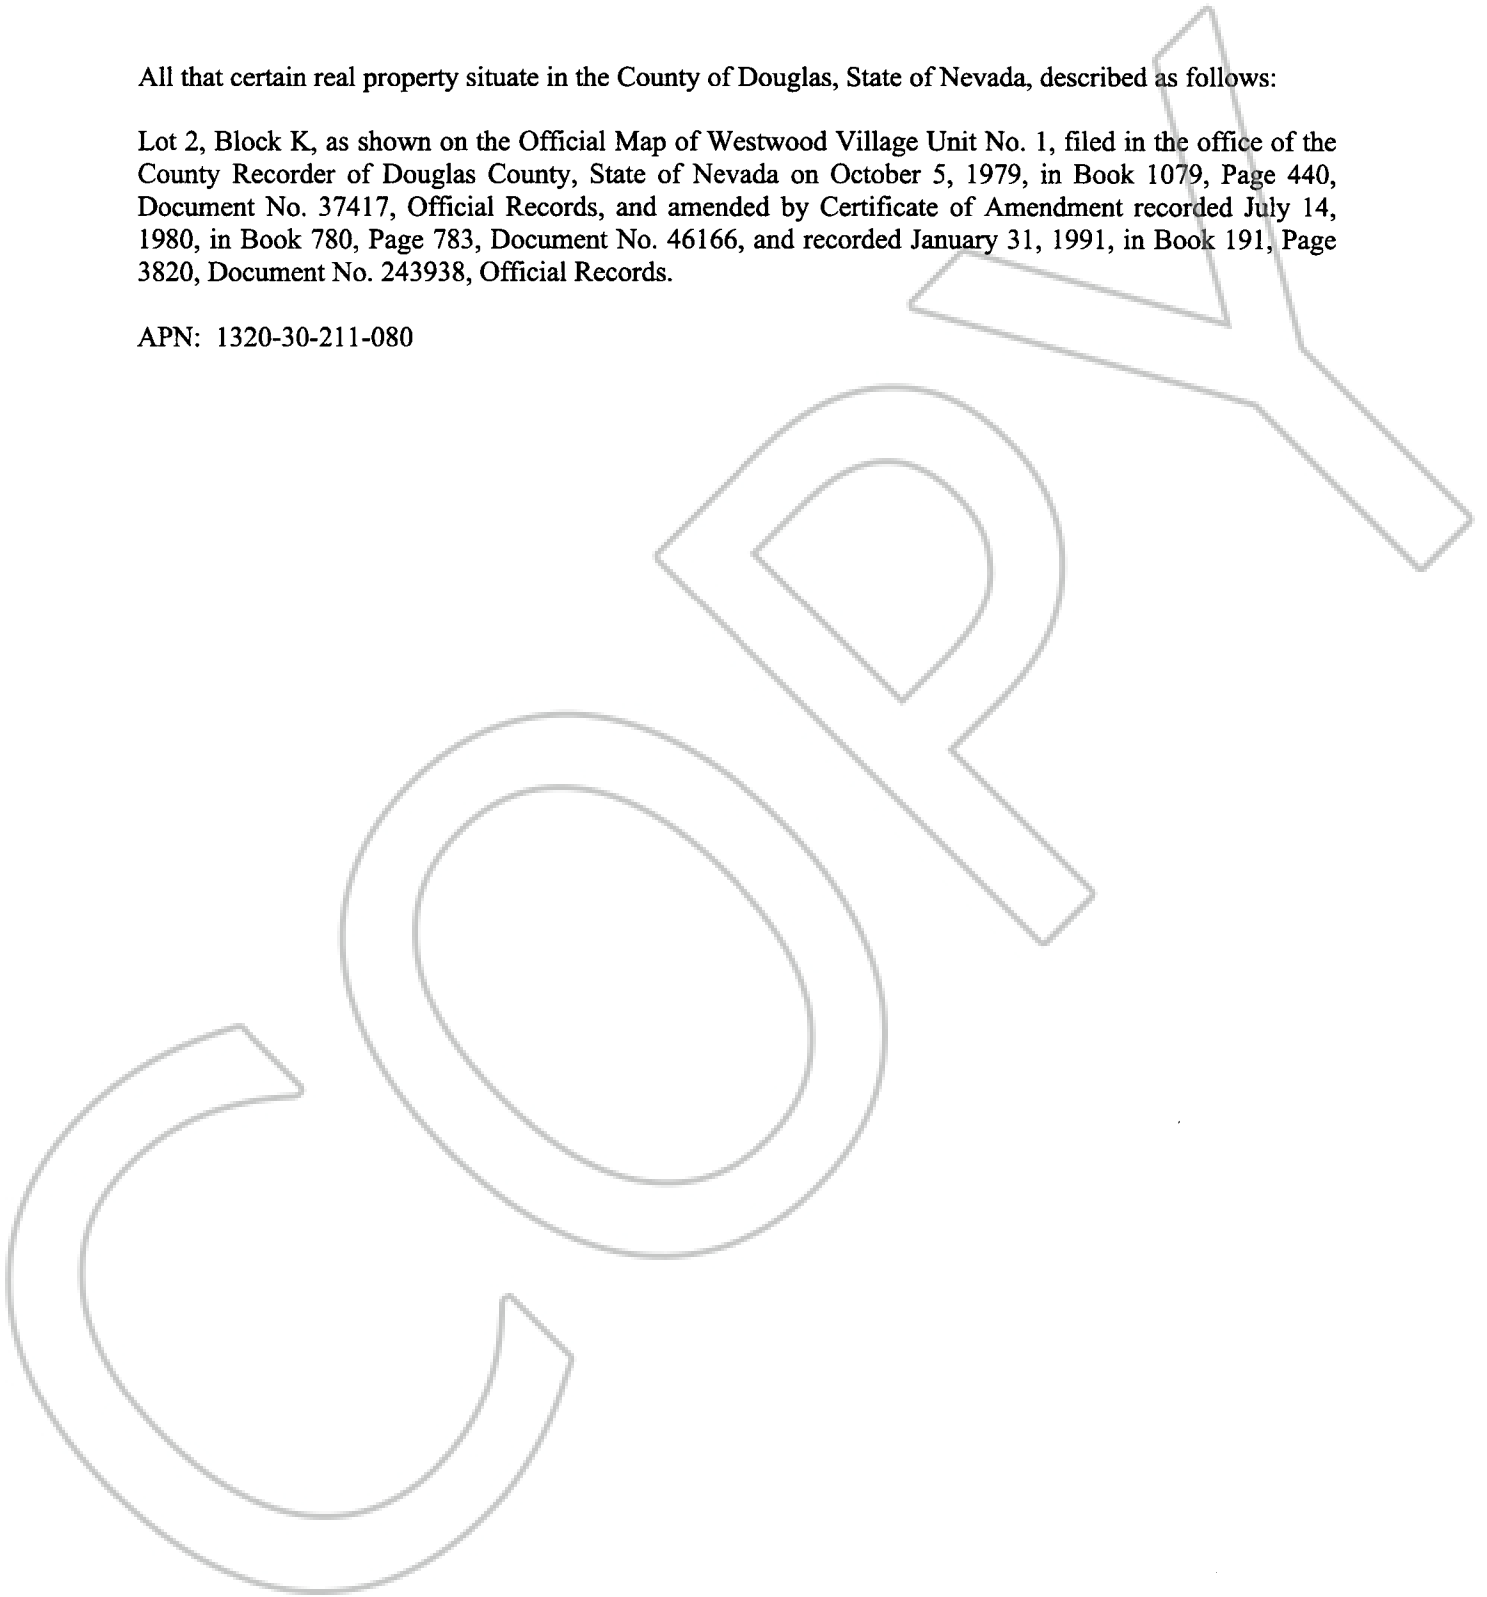 All that certain real property situate in the County of Douglas, State of Nevada, described as follows:
Lot 2, Block K, as shown on the Official Map of Westwood Village Unit No. 1, filed in the office of the
County Recorder of Douglas County, State of Nevada on October 5, 1979, in Book 1079, Page 440,
Document No. 37417, Official Records, and amended by Certificate of Amendment recorded July 14,
1980, in Book 780, Page 783, Document No. 46166, and recorded January 31, 1991, in Book 191, Page
3820, Document No. 243938, Official Records.
APN: 1320-30-211-080
COPY